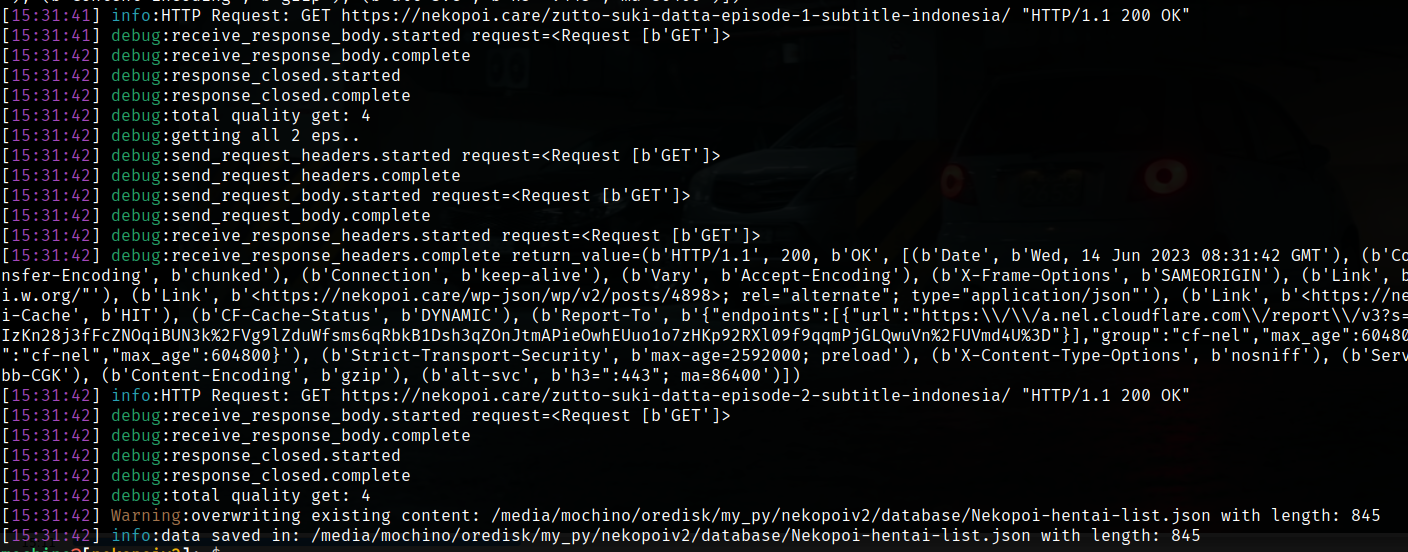 [15:31:41] info:HTTP Request: GET https://nekopoi.care/zutto-suki-datta-episode-1-subtitle-indonesia/ "HTTP/1.1 200 OK"
[15:31:41] debug:receive_response_body.started request=<Request [b'GET']>
[15:31:42] debug:receive_response_body.complete
[15:31:42] debug:response_closed.started
[15:31:42] debug:response_closed.complete
[15:31:42] debug:total quality get: 4
[15:31:42] debug:getting all 2 eps..
[15:31:42] debug:send_request_headers.started request=<Request [b'GET']>
[15:31:42] debug:send_request_headers.complete
[15:31:42] debug:send_request_body.started request=<Request [b'GET']>
[15:31:42] debug:send_request_body.complete
[15:31:42] debug:receive_response_headers.started request=<Request [b'GET']>
[15:31:42] debug:receive_response_headers.complete return_value=(b'HTTP/1.1', 200, b'OK', [(b'Date', b'Wed, 14 Jun 2023 08:31:42 GMT'), (b'Co
nsfer-Encoding', b'chunked'), (b'Connection', b'keep-alive'), (b'Vary', b'Accept-Encoding'), (b'X-Frame-Options', b'SAMEORIGIN'), (b'Link', b
i.w.org/"'), (b'Link', b'<https://nekopoi.care/wp-json/wp/v2/posts/4898>; rel="alternate"; type="application/json"'), (b'Link', b'<https://ne
i-Cache', b'HIT'), (b'CF-Cache-Status', b'DYNAMIC'), (b'Report-To', b'{"endpoints":[{"url":"https:\\/\\/a.nel.cloudflare.com\\/report\\/v3?s=
IzKn28j3fFcZNOqiBUN3k%2FVg9lZduWfsms6qRbkB1Dsh3qZOnJtmAPieOwhEUuo1o7zHKp92RXl09f9qqmPjGLQwuVn%2FUVmd4U%3D"}],"group":"cf-nel","max_age":60480
":"cf-nel","max_age":604800}'), (b'Strict-Transport-Security', b'max-age=2592000; preload'), (b'X-Content-Type-Options', b'nosniff'), (b'Serv
bb-CGK'), (b'Content-Encoding', b'gzip'), (b'alt-svc', b'h3=":443"; ma=86400')])
[15:31:42] info:HTTP Request: GET https://nekopoi.care/zutto-suki-datta-episode-2-subtitle-indonesia/ "HTTP/1.1 200 OK"
[15:31:42] debug:receive_response_body.started request=<Request [b'GET']>
[15:31:42] debug:receive_response_body.complete
[15:31:42] debug:response_closed.started
[15:31:42] debug:response_closed.complete
[15:31:42] debug:total quality get: 4
[15:31:42] Warning:overwriting existing content: /media/mochino/oredisk/my_py/nekopoiv2/database/Nekopoi-hentai-list.json with length: 845
[15:31:42] info:data saved in: /media/mochino/oredisk/my_py/nekopoiv2/database/Nekopoi-hentai-list.json with length: 845